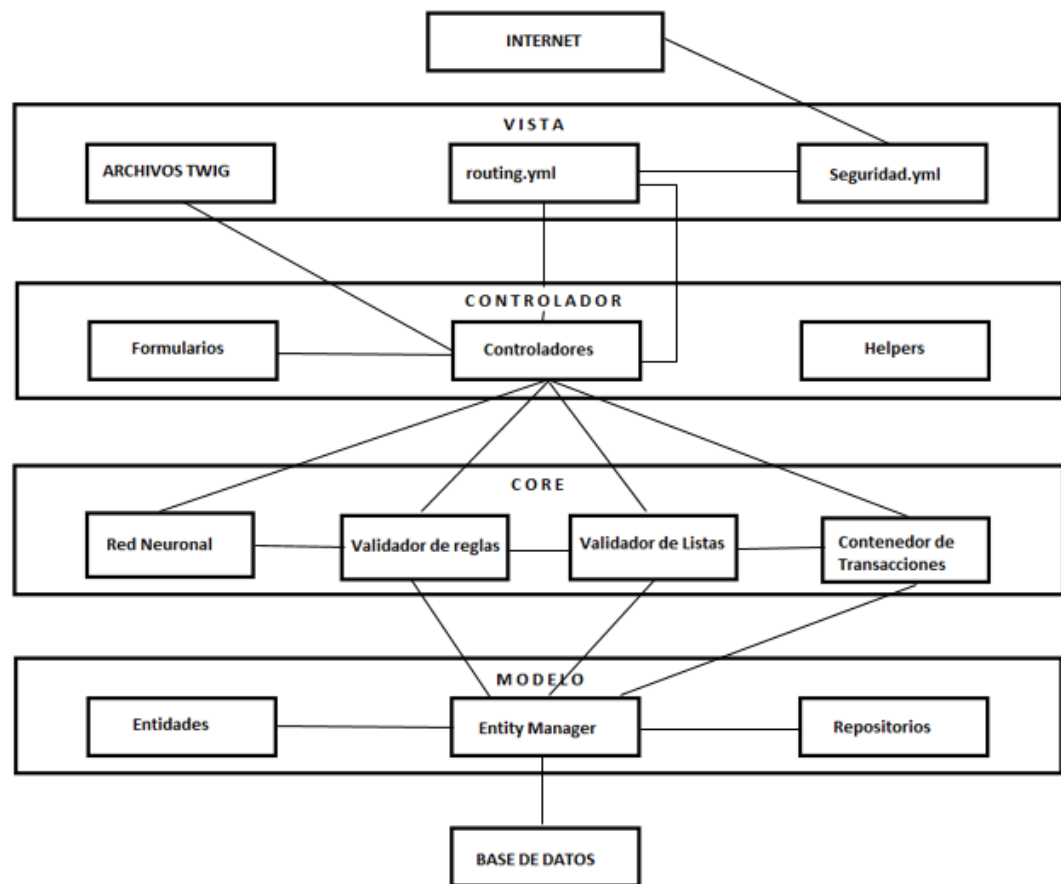 INTERNET
VISTA
ARCHIVOS TWIG
routing.yml
Seguridad.yml
CONTROLADOR
Formularios
Controladores
Helpers
CORE
Red Neuronal
Validador de reglas
Validador de Listas
Contenedor de
Transacciones
MODELO
Entidades
Entity Manager
Repositorios
BASE DE DATOS